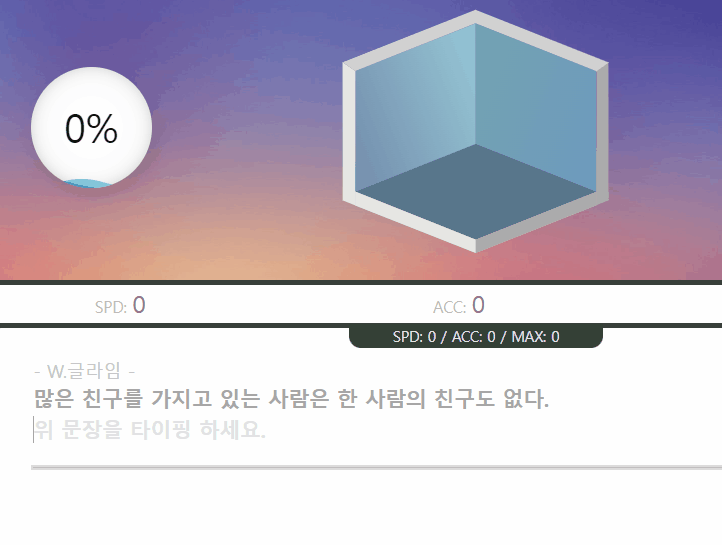 0%
SPD: 0
ACC: 0
SPD: 0 / ACC: 0 / MAX: 0
- W.글라임 -
많은 친구를 가지고 있는 사람은 한 사람의 친구도 없다.
위 문장을 타이핑 하세요.